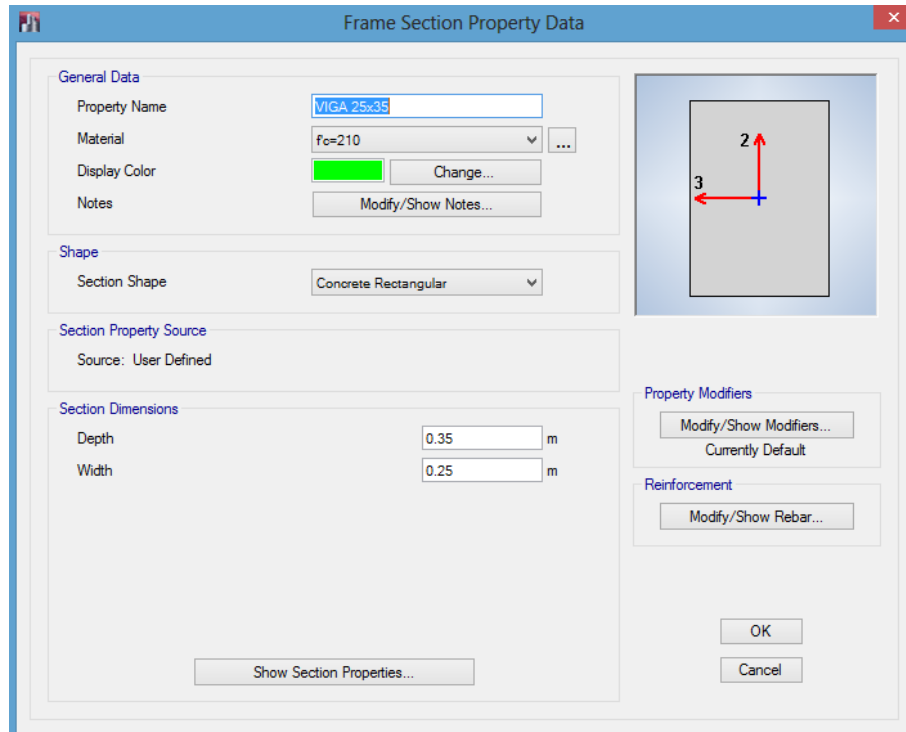 Frame Section Property Data
General Data
Property Name VIGA 25x35
Material f'c=210 ...
Display Color Change...
Notes Modify/Show Notes...
Shape
Section Shape Concrete Rectangular
Section Property Source
Source: User Defined
Section Dimensions
Depth 0.35 m
Width 0.25 m
Show Section Properties...
2
3
Property Modifiers
Modify/Show Modifiers...
Currently Default
Reinforcement
Modify/Show Rebar...
OK
Cancel